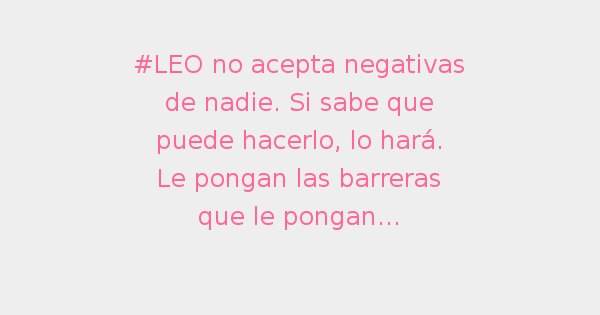 #LEO no acepta negativas
de nadie. Si sabe que
puede hacerlo, lo hará.
Le pongan las barreras
que le pongan...